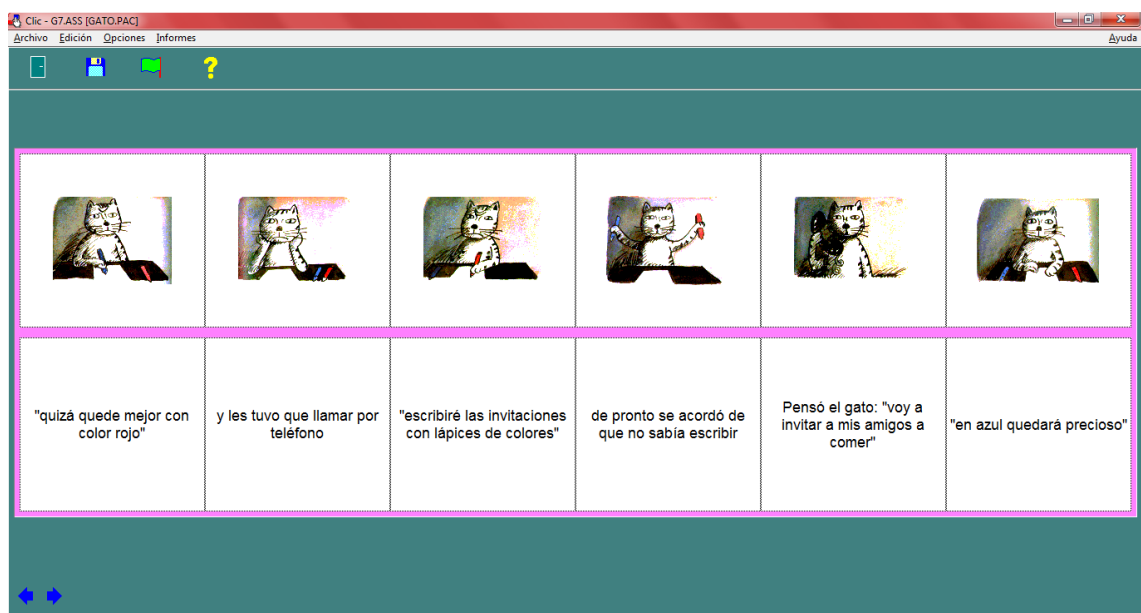 Clic - G7.ASS [GATO.PAC]
Archivo Edición Opciones Informes Ayuda
"quizá quede mejor con
color rojo"
y les tuvo que llamar por
teléfono
"escribiré las invitaciones
con lápices de colores"
de pronto se acordó de
que no sabía escribir
Pensó el gato: "voy a
invitar a mis amigos a
comer"
"en azul quedará precioso"